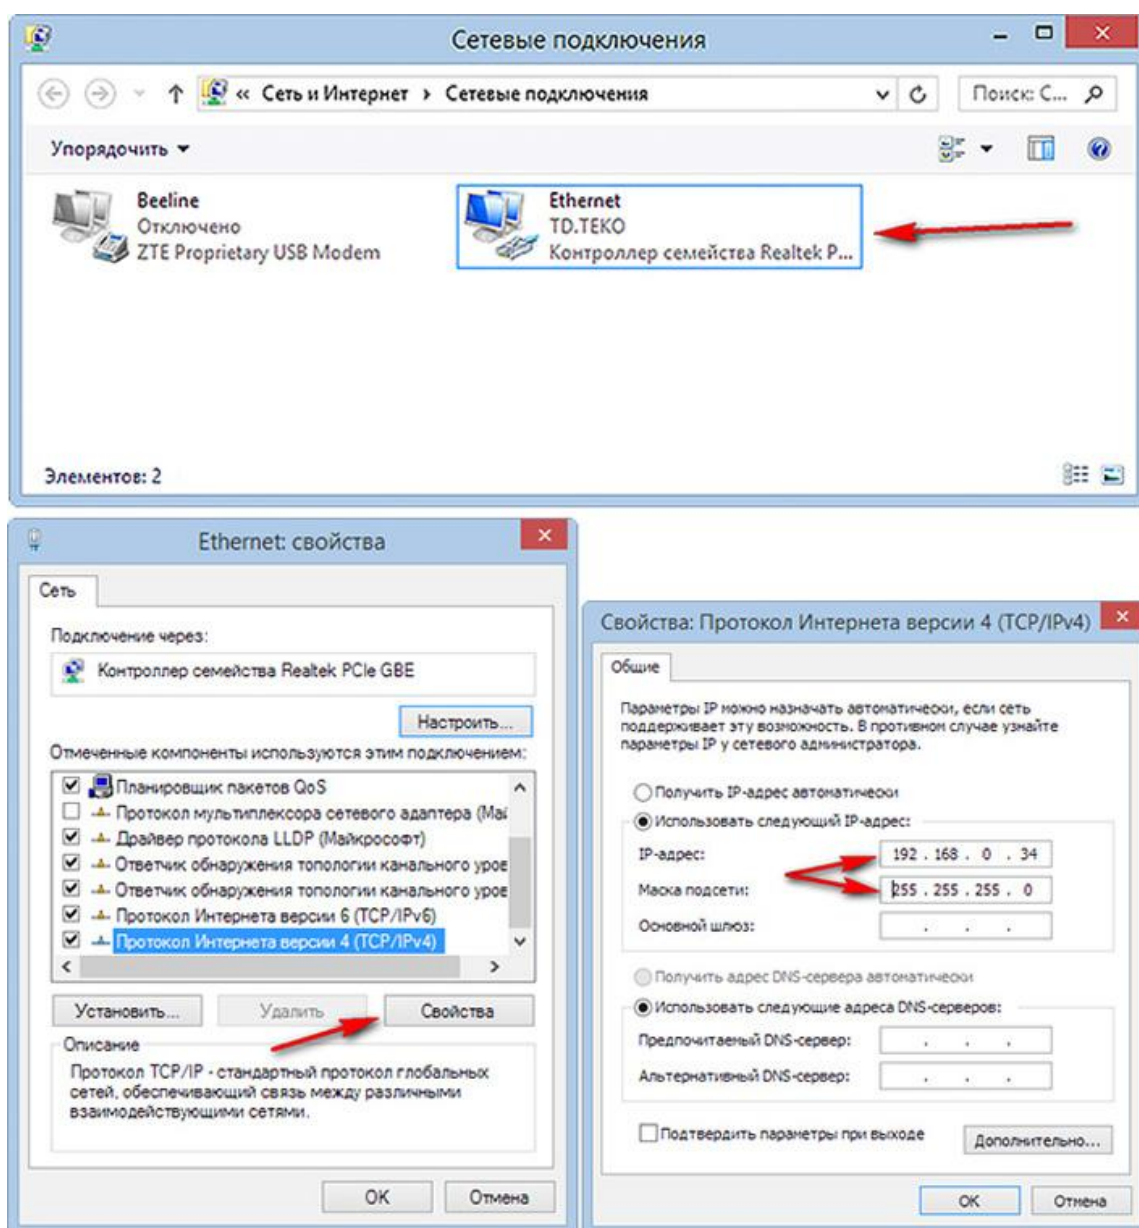 Сетевые подключения
« Сеть и Интернет › Сетевые подключения
Поиск: С...
Упорядочить
Beeline
Отключено
ZTE Proprietary USB Modem
Ethernet
TD.TEKO
Контроллер семейства Realtek P...
Элементов: 2
Ethernet: свойства
Сеть
Подключение через:
Контроллер семейства Realtek PCIe GBE
Настроить...
Отмеченные компоненты используются этим подключением:
Планировщик пакетов QoS
Протокол мультиплексора сетевого адаптера (Май
Драйвер протокола LLDP (Майкрософт)
Ответчик обнаружения топологии канального уров
Ответчик обнаружения топологии канального уров
Протокол Интернета версии 6 (TCP/IPv6)
Протокол Интернета версии 4 (TCP/IPv4)
Установить...
Удалить
Свойства
Описание
Протокол TCP/IP - стандартный протокол глобальных
сетей, обеспечивающий связь между различными
взаимодействующими сетями.
OK
Отмена
Свойства: Протокол Интернета версии 4 (TCP/IPv4)
Общие
Параметры IP можно назначать автоматически, если сеть
поддерживает эту возможность. В противном случае узнайте
параметры IP у сетевого администратора.
Получить IP-адрес автоматически
Использовать следующий IP-адрес:
IP-адрес:
192 . 168 . 0 . 34
Маска подсети:
255 . 255 . 255 . 0
Основной шлюз:
. . .
Получить адрес DNS-сервера автоматически
Использовать следующие адреса DNS-серверов:
Предпочитаемый DNS-сервер:
. . .
Альтернативный DNS-сервер:
. . .
Подтвердить параметры при выходе
Дополнительно...
OK
Отмена